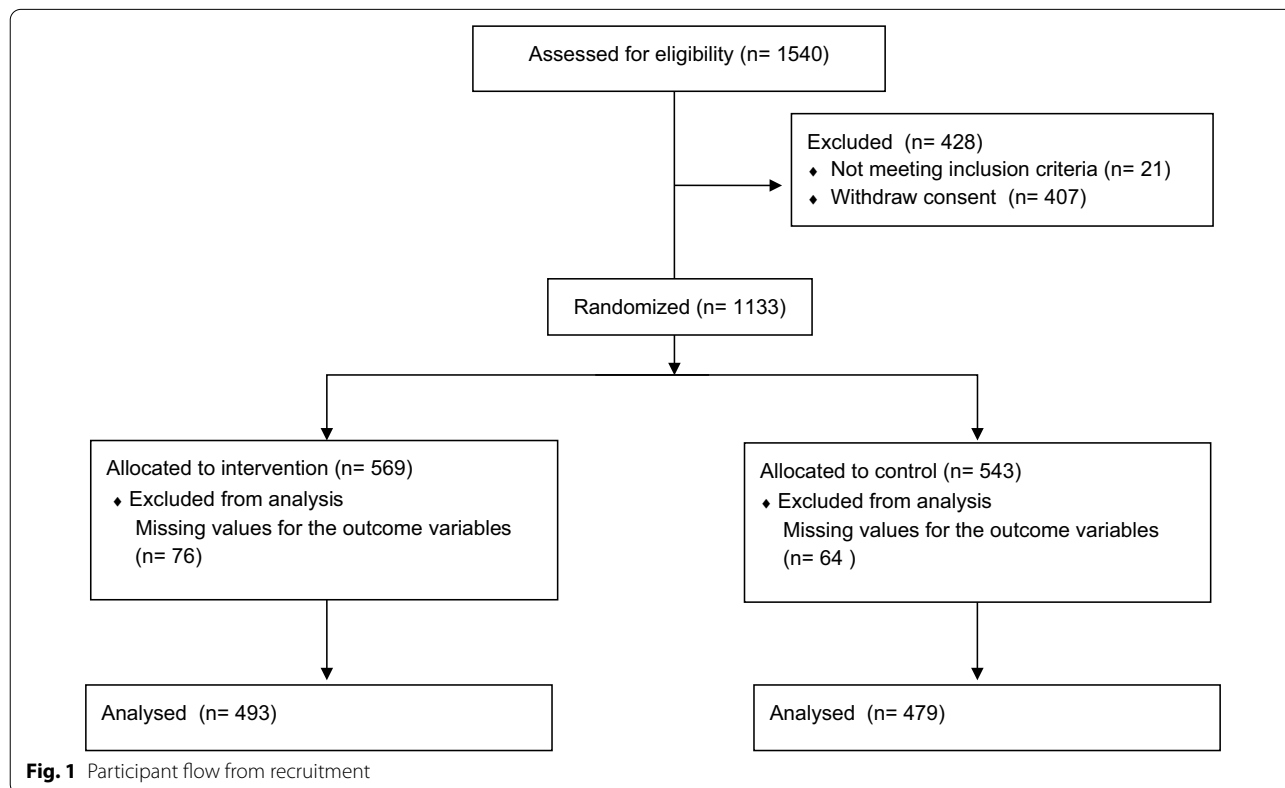 Assessed for eligibility (n= 1540)
Excluded (n= 428)
♦ Not meeting inclusion criteria (n= 21)
♦ Withdraw consent (n= 407)
Randomized (n= 1133)
Allocated to intervention (n= 569)
♦ Excluded from analysis
Missing values for the outcome variables
(n= 76)
Allocated to control (n= 543)
♦ Excluded from analysis
Missing values for the outcome variables
(n= 64 )
Analysed (n= 493)
Analysed (n= 479)
Fig. 1 Participant flow from recruitment